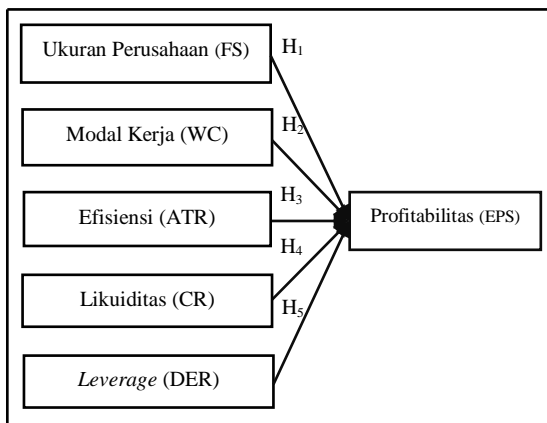 Ukuran Perusahaan (FS)
H1
Modal Kerja (WC)
H2
Efisiensi (ATR)
H3
Profitabilitas (EPS)
H4
Likuiditas (CR)
H5
Leverage (DER)